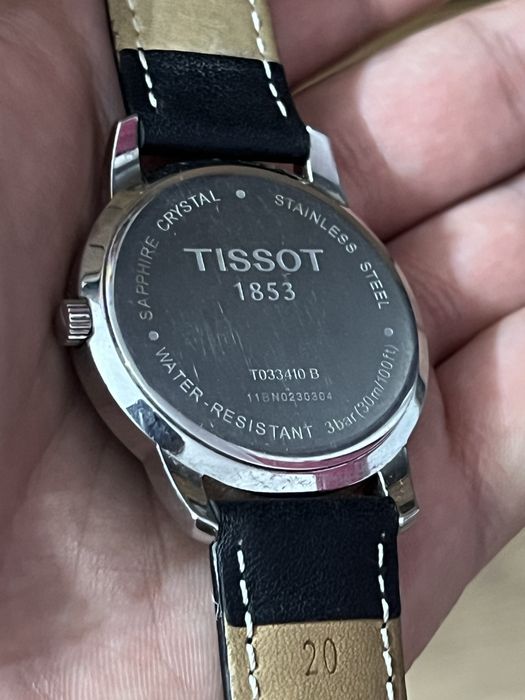 SAPPHIRE CRYSTAL • STAINLESS STEEL •
TISSOT
1853
T033410 B
11BN0230304
• WATER-RESISTANT 3bar(30m/100ft)
20